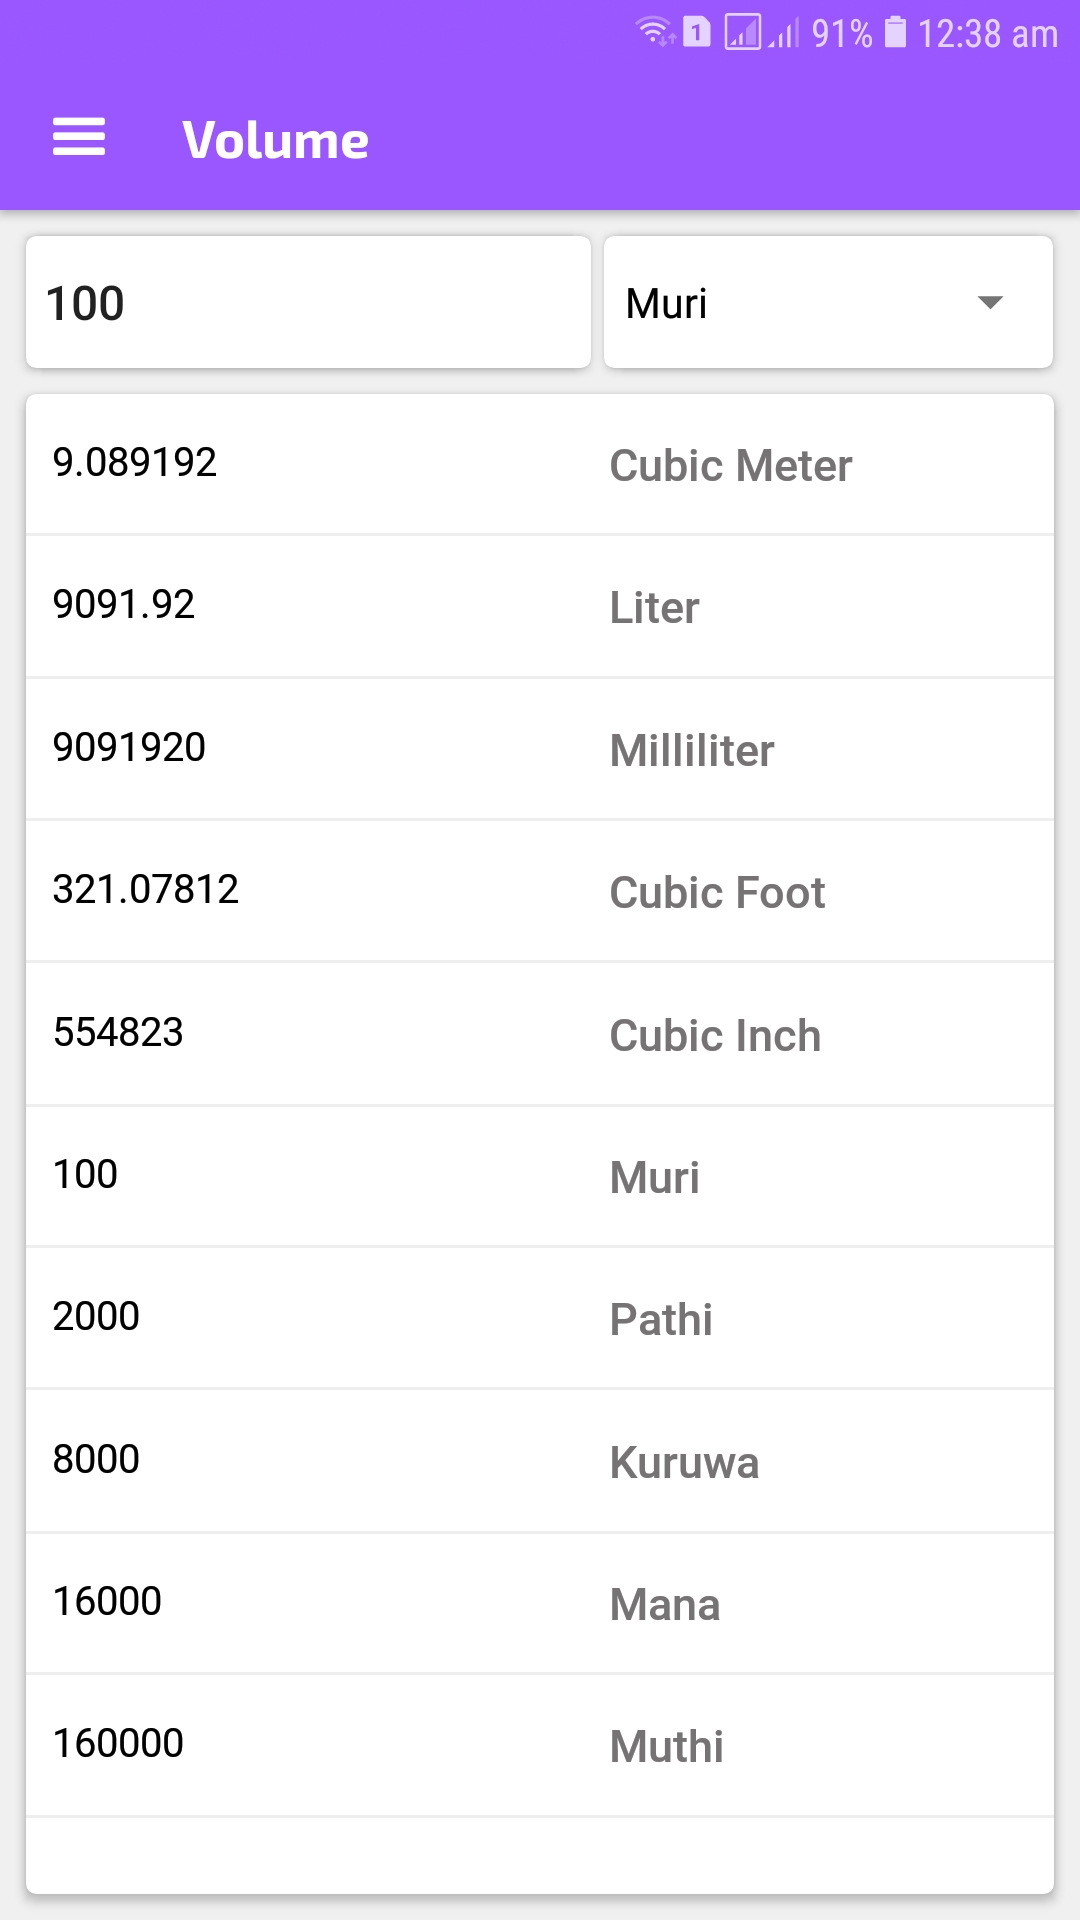 1 91% 12:38 am
Volume
100 Muri
9.089192 Cubic Meter
9091.92 Liter
9091920 Milliliter
321.07812 Cubic Foot
554823 Cubic Inch
100 Muri
2000 Pathi
8000 Kuruwa
16000 Mana
160000 Muthi